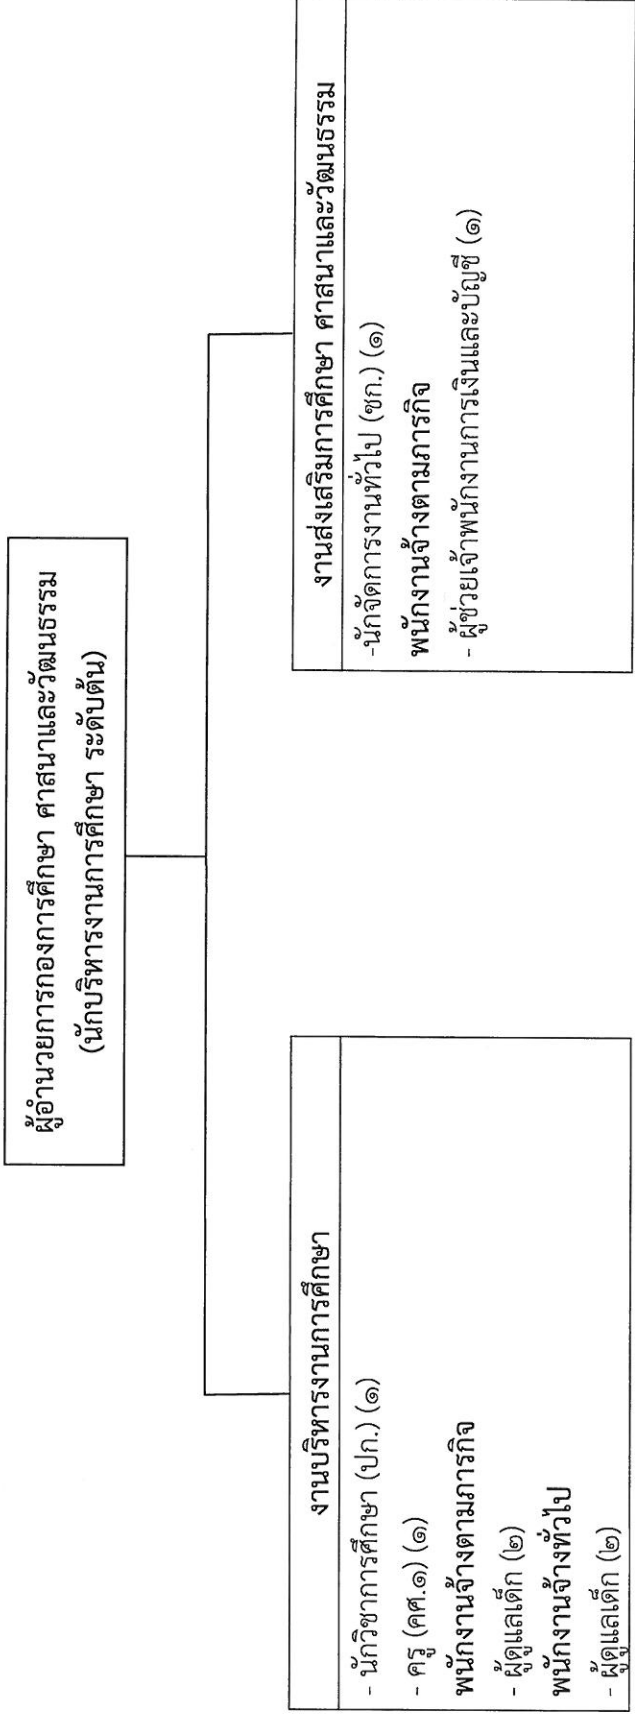 ผู้อำนวยการกองการศึกษา ศาสนาและวัฒนธรรม
(นักบริหารงานการศึกษา ระดับต้น)
งานบริหารงานการศึกษา
- นักวิชาการศึกษา (ปก.) (๑)
- ครู (คศ.๑) (๑)
พนักงานจ้างตามภารกิจ
- ผู้ดูแลเด็ก (๒)
พนักงานจ้างทั่วไป
- ผู้ดูแลเด็ก (๒)
งานส่งเสริมการศึกษา ศาสนาและวัฒนธรรม
-นักจัดการงานทั่วไป (ชก.) (๑)
พนักงานจ้างตามภารกิจ
- ผู้ช่วยเจ้าพนักงานการเงินและบัญชี (๑)